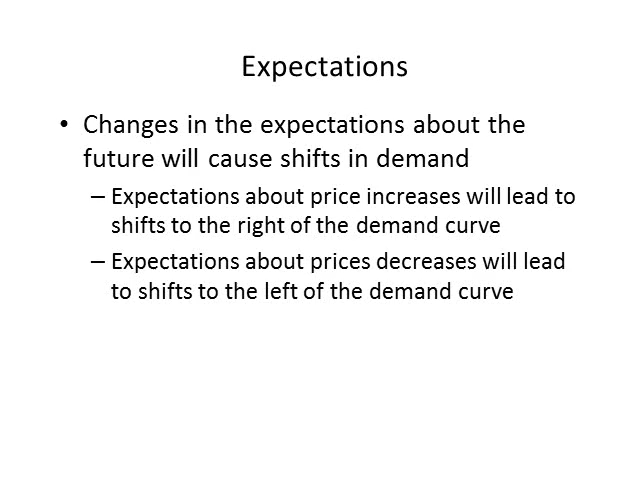 Expectations
• Changes in the expectations about the
future will cause shifts in demand
– Expectations about price increases will lead to
shifts to the right of the demand curve
– Expectations about prices decreases will lead
to shifts to the left of the demand curve